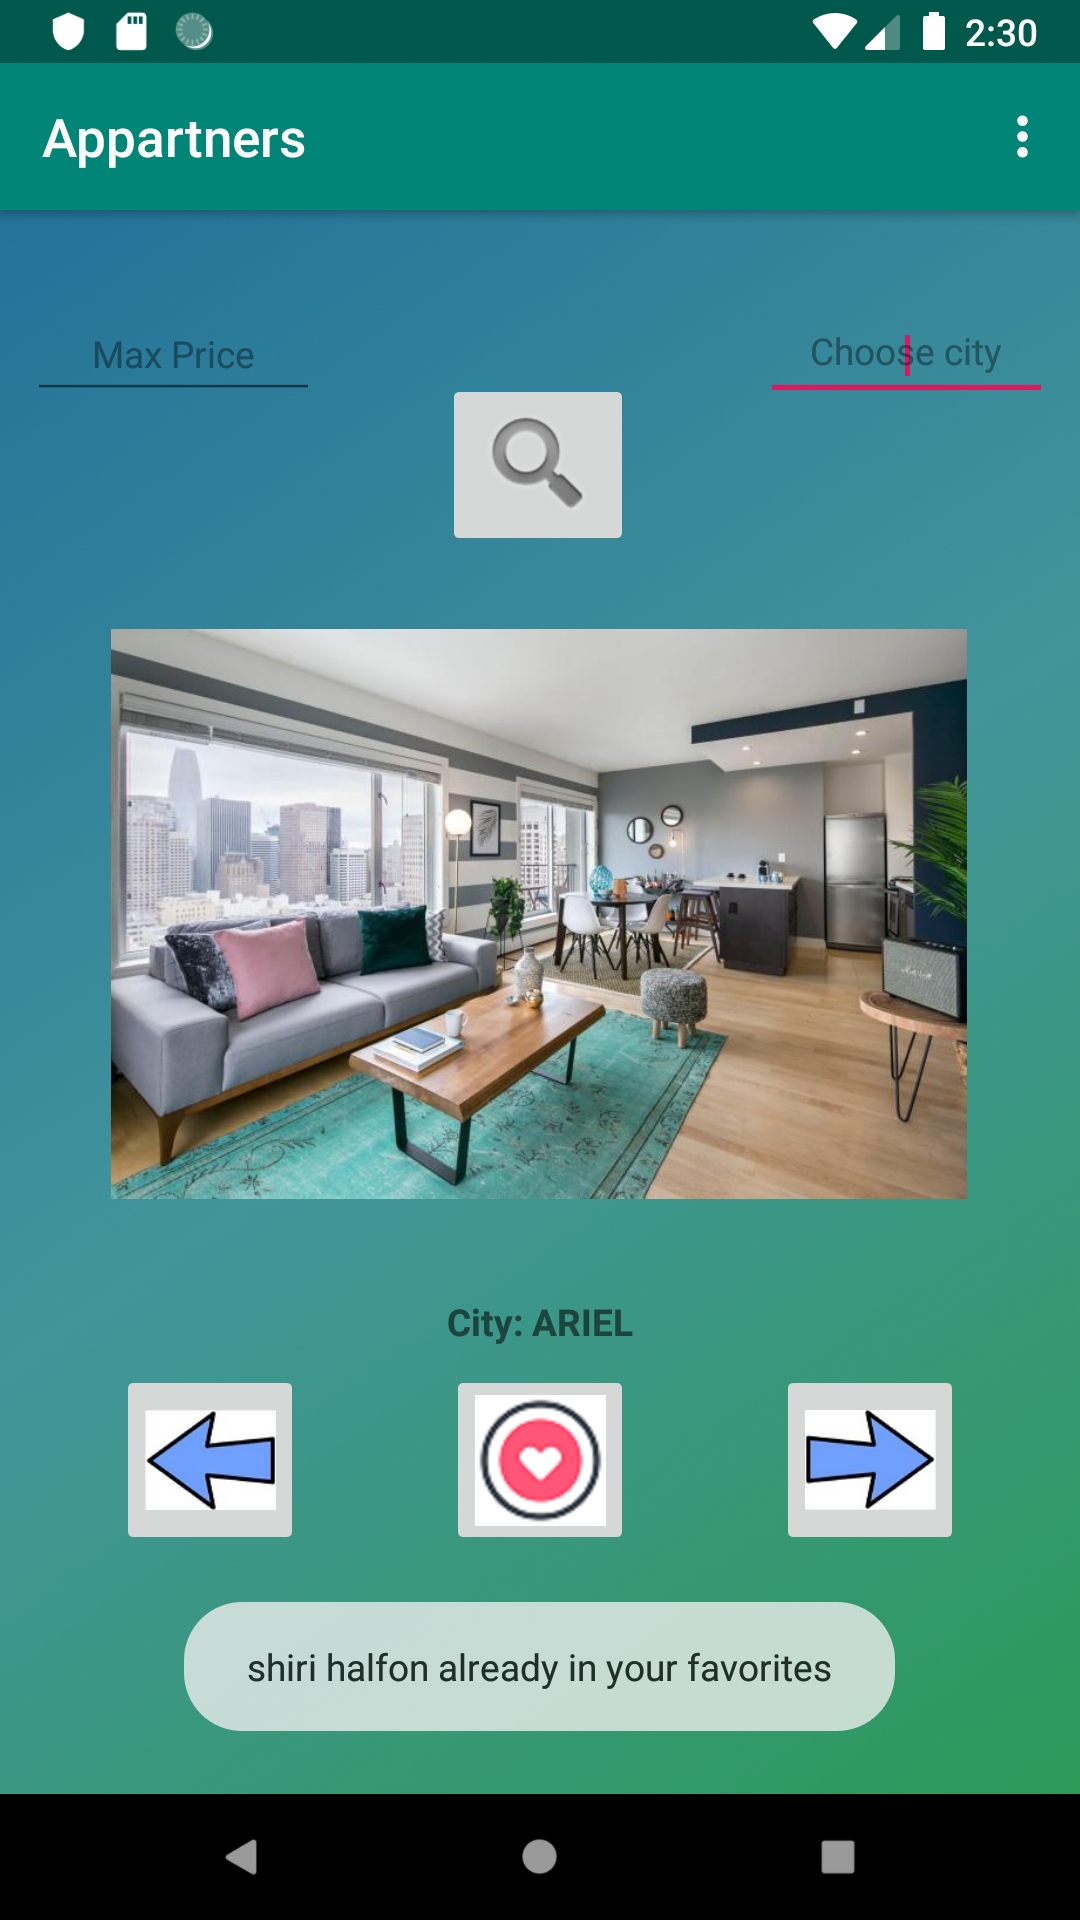 2:30
Appartners
Max Price
Choose city
City: ARIEL
shiri halfon already in your favorites